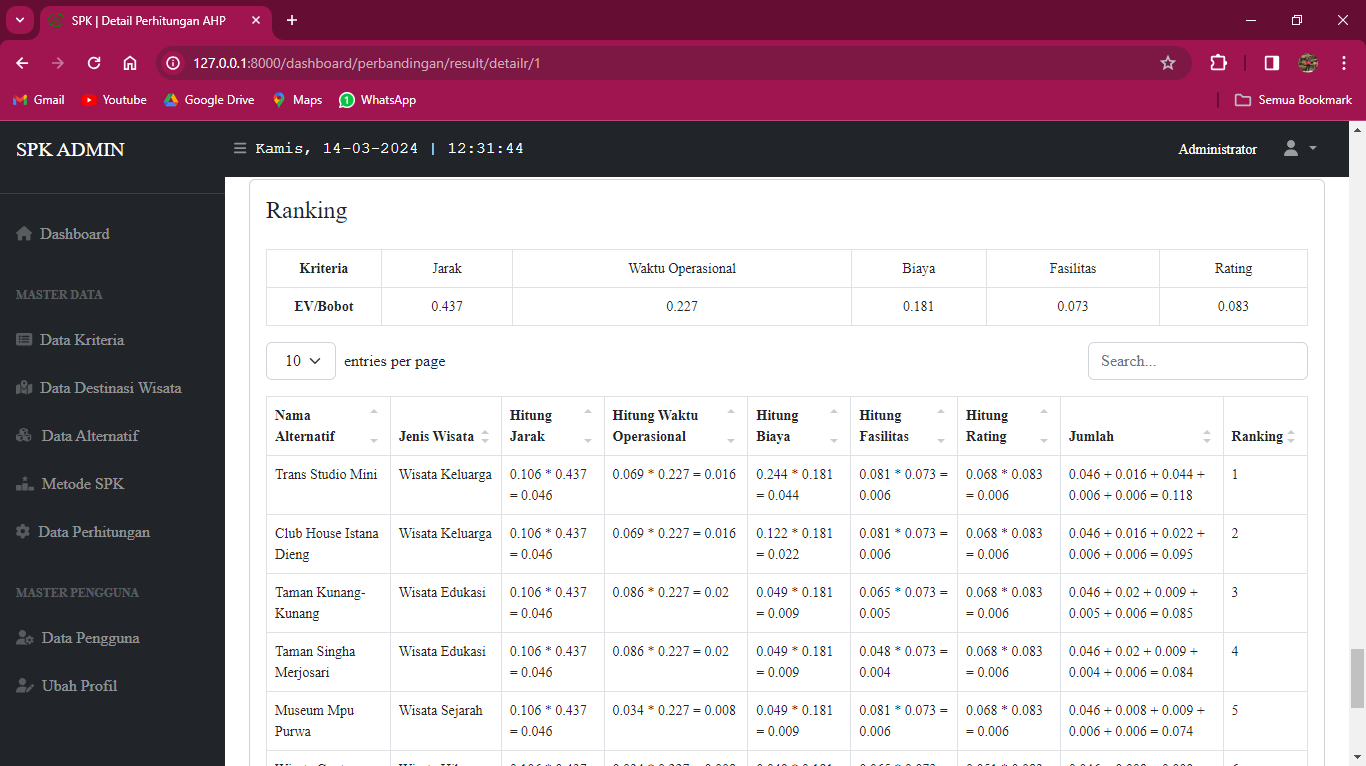 SPK | Detail Perhitungan AHP
127.0.0.1:8000/dashboard/perbandingan/result/detailr/1
Gmail Youtube Google Drive Maps 1 WhatsApp Semua Bookmark
SPK ADMIN
Kamis, 14-03-2024 | 12:31:44
Administrator
Dashboard
MASTER DATA
Data Kriteria
Data Destinasi Wisata
Data Alternatif
Metode SPK
Data Perhitungan
MASTER PENGGUNA
Data Pengguna
Ubah Profil
Ranking
Kriteria Jarak Waktu Operasional Biaya Fasilitas Rating
EV/Bobot 0.437 0.227 0.181 0.073 0.083
10 entries per page Search...
Nama Hitung Hitung Waktu Hitung Hitung Hitung
Alternatif Jenis Wisata Jarak Operasional Biaya Fasilitas Rating Jumlah Ranking
Trans Studio Mini Wisata Keluarga 0.106 * 0.437 0.069 * 0.227 = 0.016 0.244 * 0.181 0.081 * 0.073 = 0.068 * 0.083 0.046 + 0.016 + 0.044 + 1
= 0.046 = 0.044 0.006 = 0.006 0.006 + 0.006 = 0.118
Club House Istana Wisata Keluarga 0.106 * 0.437 0.069 * 0.227 = 0.016 0.122 * 0.181 0.081 * 0.073 = 0.068 * 0.083 0.046 + 0.016 + 0.022 + 2
Dieng = 0.046 = 0.022 0.006 = 0.006 0.006 + 0.006 = 0.095
Taman Kunang- Wisata Edukasi 0.106 * 0.437 0.086 * 0.227 = 0.02 0.049 * 0.181 0.065 * 0.073 = 0.068 * 0.083 0.046 + 0.02 + 0.009 + 3
Kunang = 0.046 = 0.009 0.005 = 0.006 0.005 + 0.006 = 0.085
Taman Singha Wisata Edukasi 0.106 * 0.437 0.086 * 0.227 = 0.02 0.049 * 0.181 0.048 * 0.073 = 0.068 * 0.083 0.046 + 0.02 + 0.009 + 4
Merjosari = 0.046 = 0.009 0.004 = 0.006 0.004 + 0.006 = 0.084
Museum Mpu Wisata Sejarah 0.106 * 0.437 0.034 * 0.227 = 0.008 0.049 * 0.181 0.081 * 0.073 = 0.068 * 0.083 0.046 + 0.008 + 0.009 + 5
Purwa = 0.046 = 0.009 0.006 = 0.006 0.006 + 0.006 = 0.074